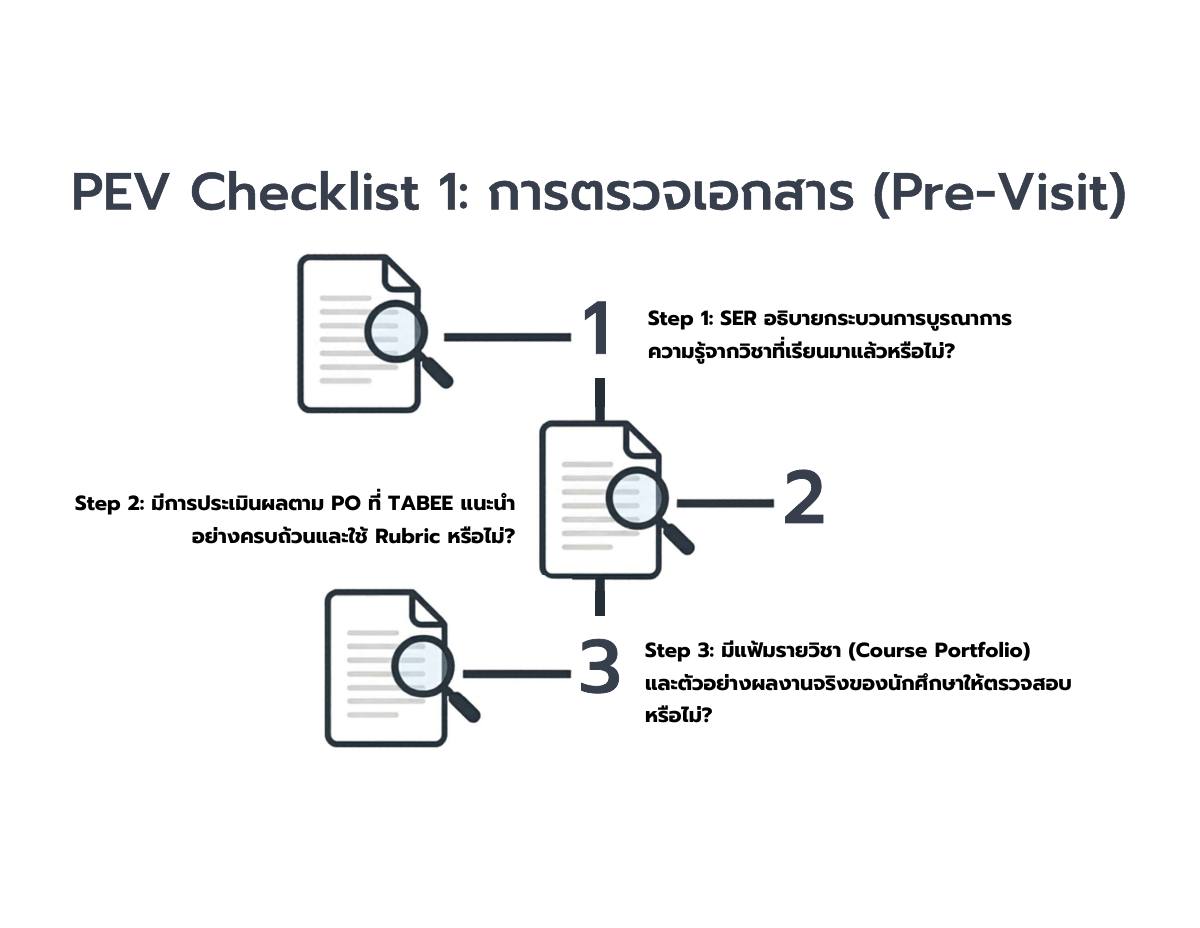 PEV Checklist 1: การตรวจเอกสาร (Pre-Visit)
1
Step 1: SER อธิบายกระบวนการบูรณาการ
ความรู้จากวิชาที่เรียนมาแล้วหรือไม่?
Step 2: มีการประเมินผลตาม PO ที่ TABEE แนะนำ
อย่างครบถ้วนและใช้ Rubric หรือไม่?
2
3
Step 3: มีแฟ้มรายวิชา (Course Portfolio)
และตัวอย่างผลงานจริงของนักศึกษาให้ตรวจสอบ
หรือไม่?